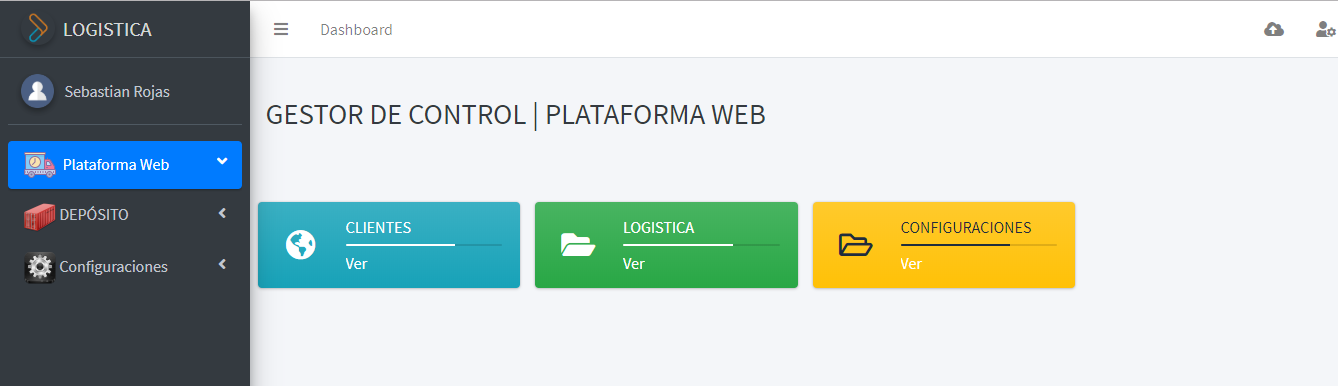 LOGISTICA
Dashboard
Sebastian Rojas
Plataforma Web
DEPÓSITO
Configuraciones
GESTOR DE CONTROL | PLATAFORMA WEB
CLIENTES
Ver
LOGISTICA
Ver
CONFIGURACIONES
Ver